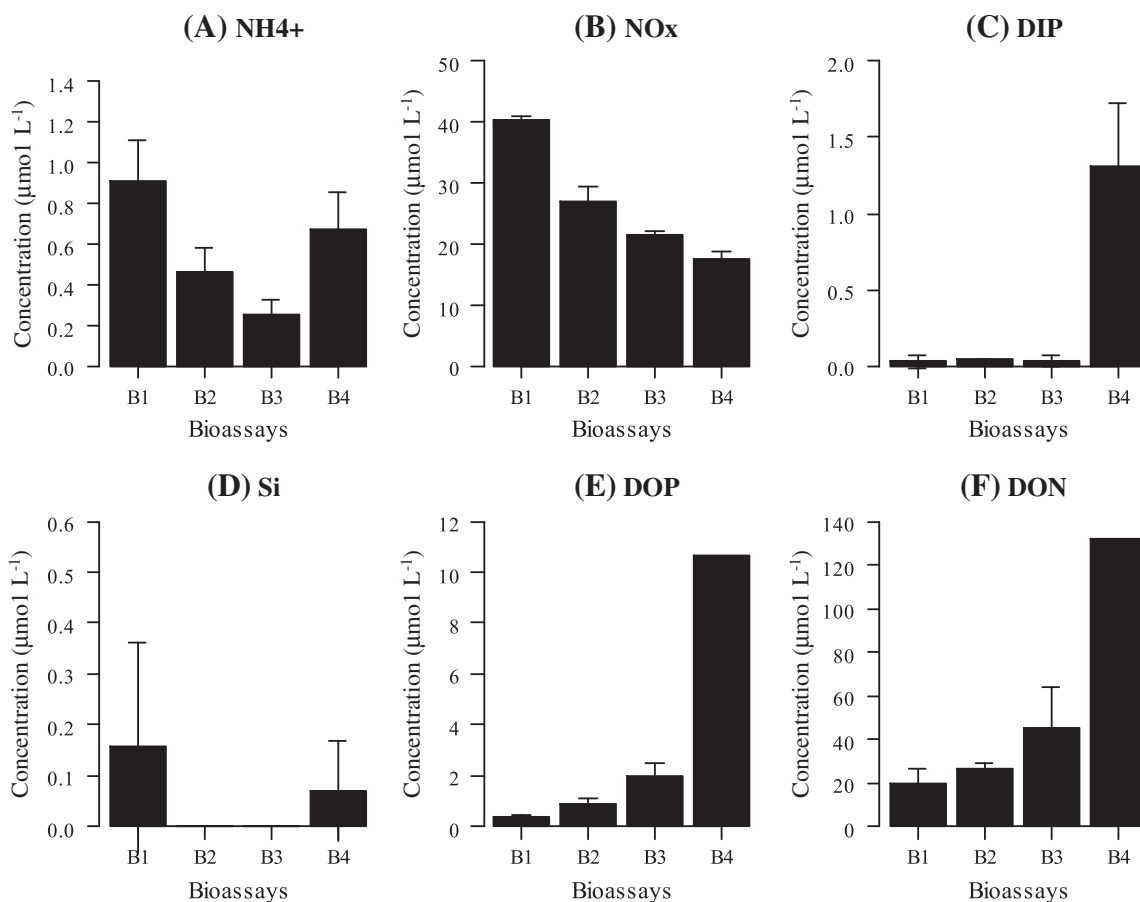 (A) NH4+
Concentration (µmol L-1)
1.4
1.2
1.0
0.8
0.6
0.4
0.2
0.0
B1 B2 B3 B4
Bioassays
(B) NOx
Concentration (µmol L-1)
50
40
30
20
10
0
B1 B2 B3 B4
Bioassays
(C) DIP
Concentration (µmol L-1)
2.0
1.5
1.0
0.5
0.0
B1 B2 B3 B4
Bioassays
(D) Si
Concentration (µmol L-1)
0.6
0.5
0.4
0.3
0.2
0.1
0.0
B1 B2 B3 B4
Bioassays
(E) DOP
Concentration (µmol L-1)
12
10
8
6
4
2
0
B1 B2 B3 B4
Bioassays
(F) DON
Concentration (µmol L-1)
140
120
100
80
60
40
20
0
B1 B2 B3 B4
Bioassays